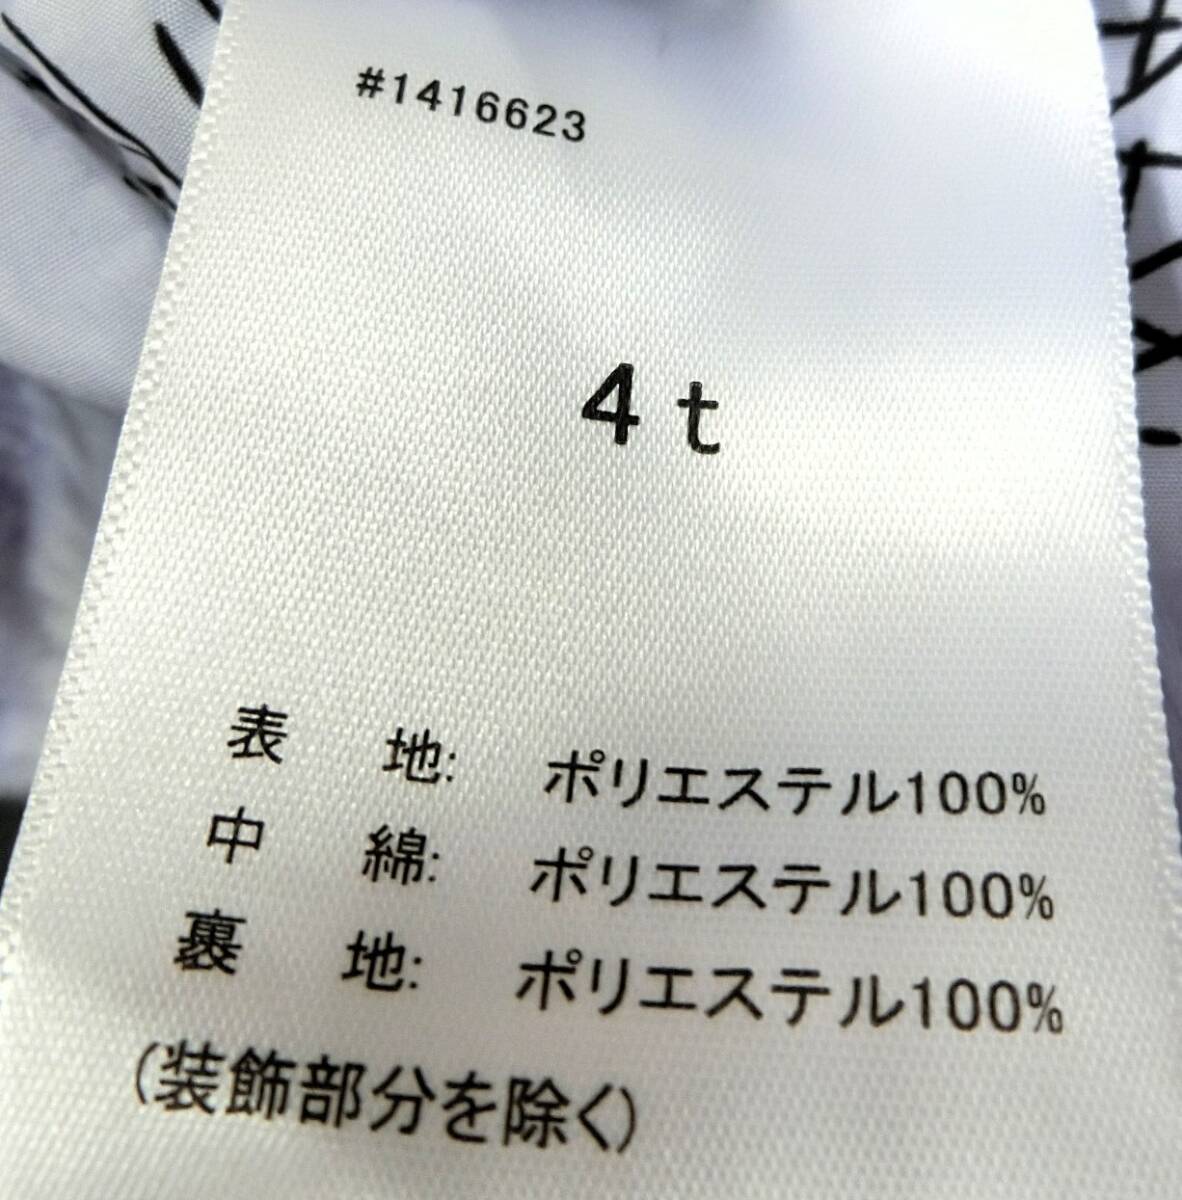 #1416623
4t
表 地: ポリエステル100%
中 綿: ポリエステル100%
裏 地: ポリエステル100%
(装飾部分を除く)